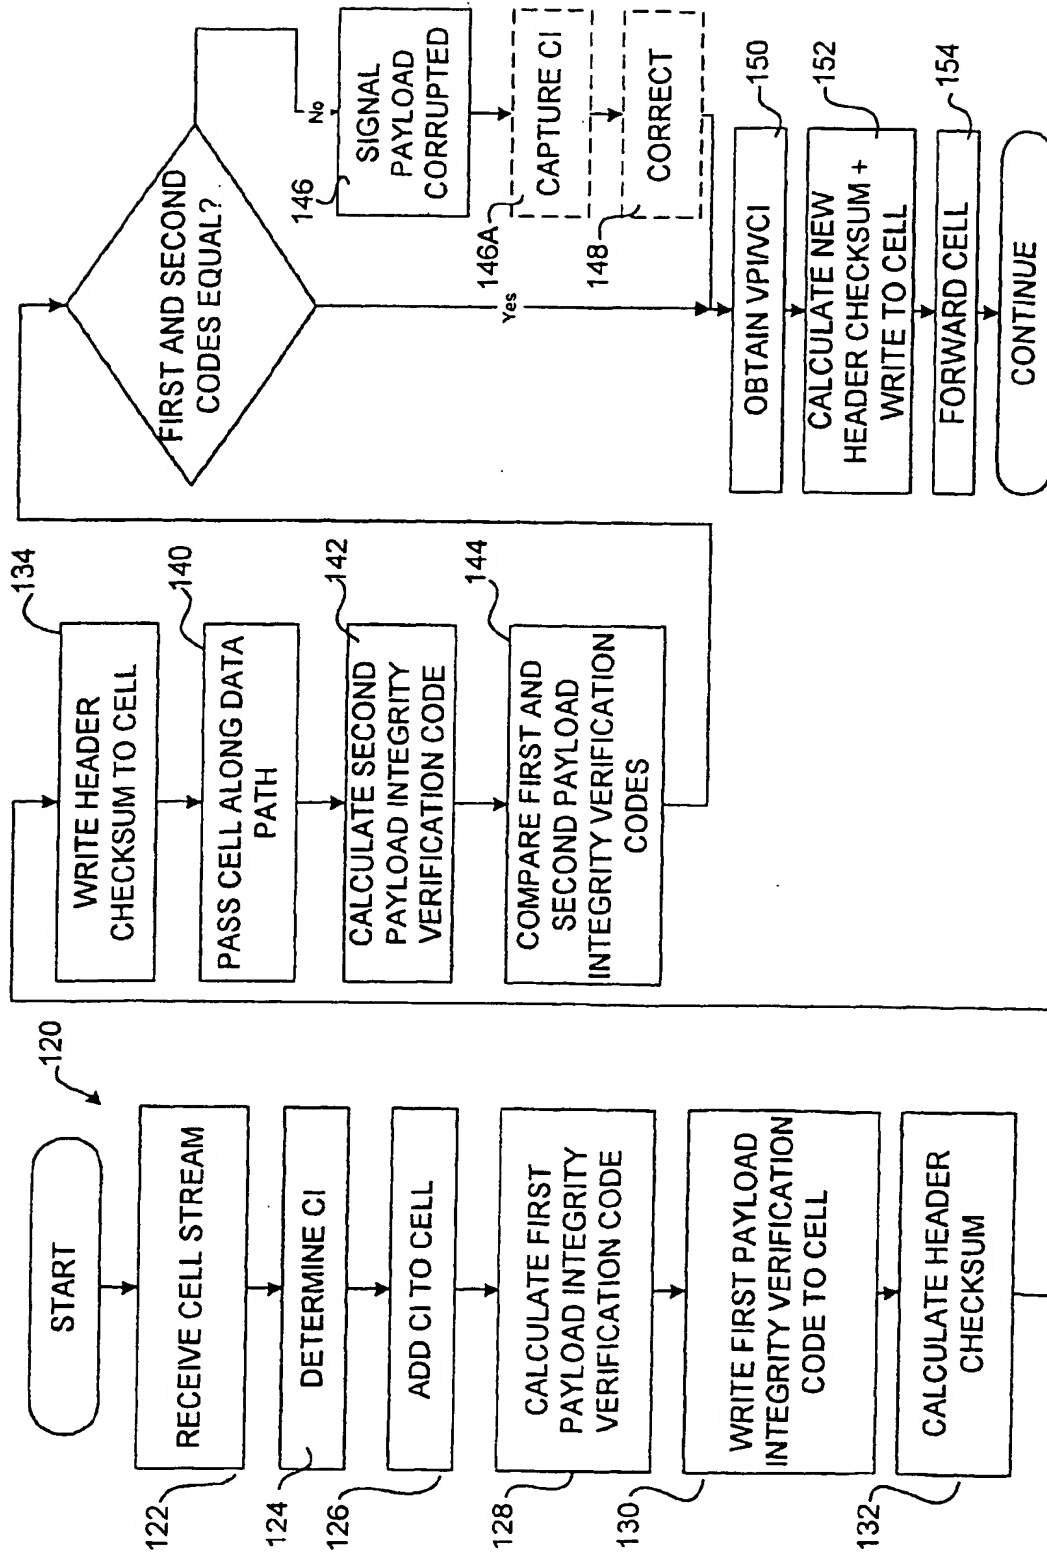 120
START
122
RECEIVE CELL STREAM
124
DETERMINE CI
126
ADD CI TO CELL
128
CALCULATE FIRST
PAYLOAD INTEGRITY
VERIFICATION CODE
130
WRITE FIRST PAYLOAD
INTEGRITY VERIFICATION
CODE TO CELL
132
CALCULATE HEADER
CHECKSUM
134
WRITE HEADER
CHECKSUM TO CELL
140
PASS CELL ALONG DATA
PATH
142
CALCULATE SECOND
PAYLOAD INTEGRITY
VERIFICATION CODE
144
COMPARE FIRST AND
SECOND PAYLOAD
INTEGRITY VERIFICATION
CODES
FIRST AND SECOND
CODES EQUAL?
No
Yes
146
SIGNAL
PAYLOAD
CORRUPTED
146A
CAPTURE CI
148
CORRECT
150
OBTAIN VPI/VCI
152
CALCULATE NEW
HEADER CHECKSUM +
WRITE TO CELL
154
FORWARD CELL
CONTINUE